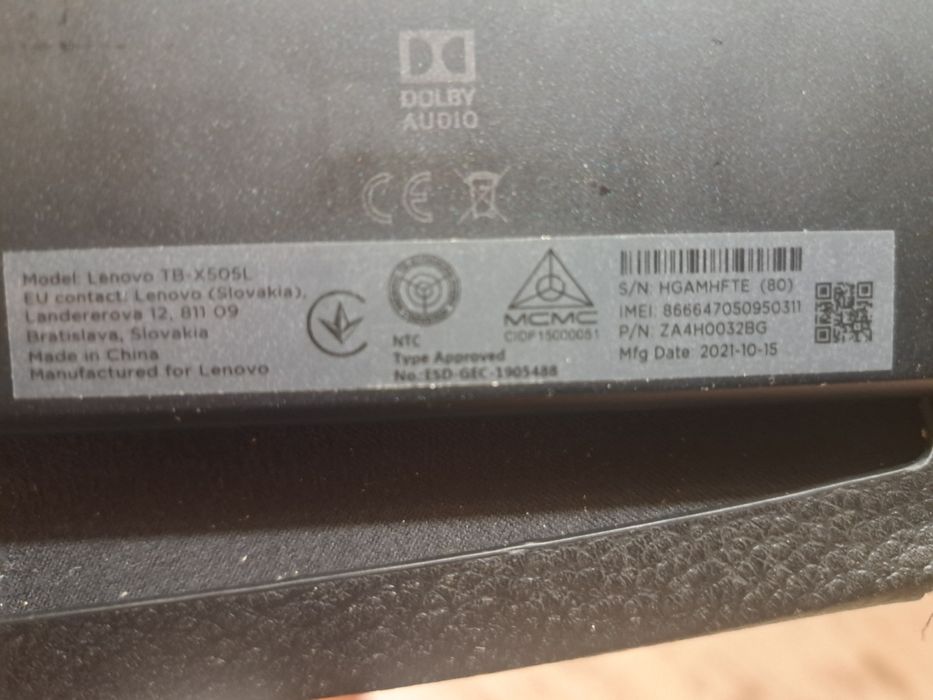 DOLBY
AUDIO
CE
Model: Lenovo TB-X505L
EU contact: Lenovo (Slovakia),
Landererova 12, 811 09
Bratislava, Slovakia
Made in China
Manufactured for Lenovo
NTC
Type Approved
No.:ESD-GEC-1905488
MCMC
CIDF15000051
S/N: HGAMHFTE (80)
IMEI: 866647050950311
P/N: ZA4H0032BG
Mfg Date: 2021-10-15